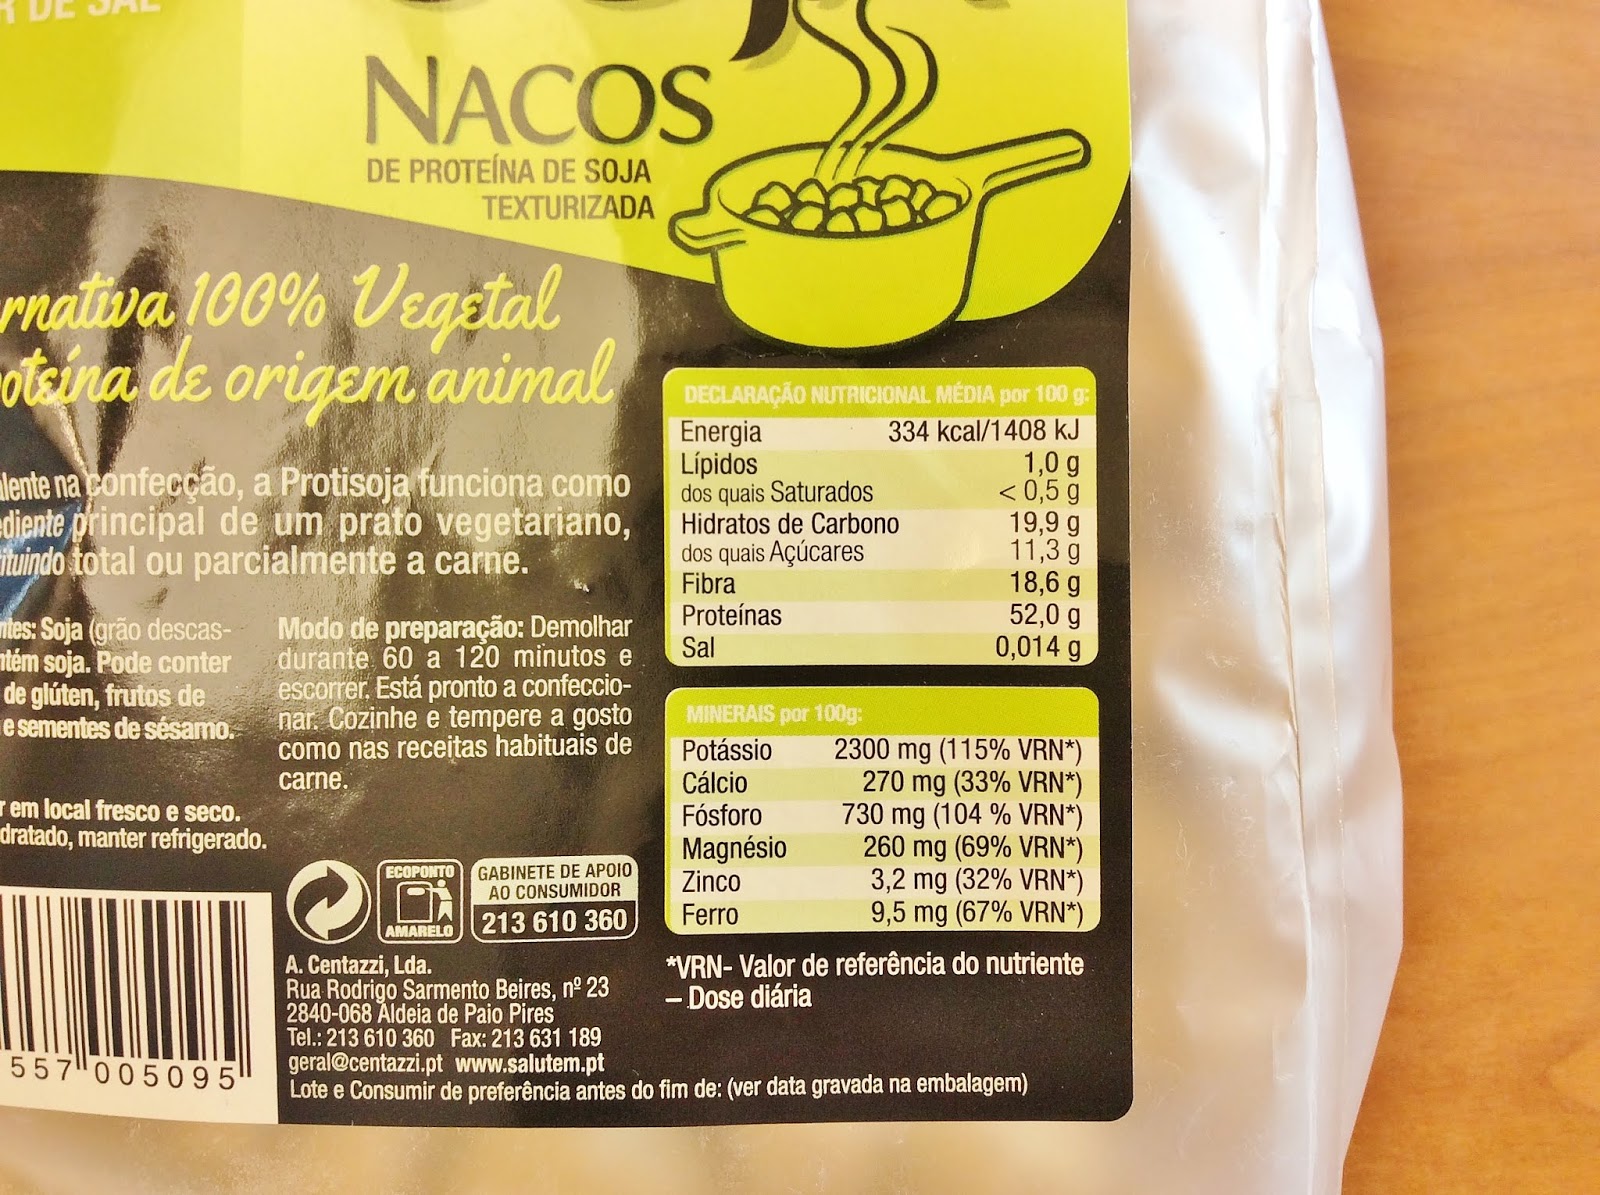 DE SAL
NACOS
DE PROTEÍNA DE SOJA
TEXTURIZADA
100% Vegetal
de origem animal
na confecção, a Protisoja funciona como
principal de um prato vegetariano,
total ou parcialmente a carne.
Soja (grão descas-
soja. Pode conter
de glúten, frutos de
e sementes de sésamo.
em local fresco e seco.
manter refrigerado.
Modo de preparação: Demolhar
durante 60 a 120 minutos e
escorrer. Está pronto a confeccio-
nar. Cozinhe e tempere a gosto
como nas receitas habituais de
carne.
DECLARAÇÃO NUTRICIONAL MÉDIA por 100 g:
Energia 334 kcal/1408 kJ
Lípidos 1,0 g
dos quais Saturados < 0,5 g
Hidratos de Carbono 19,9 g
dos quais Açúcares 11,3 g
Fibra 18,6 g
Proteínas 52,0 g
Sal 0,014 g
MINERAIS por 100g:
Potássio 2300 mg (115% VRN*)
Cálcio 270 mg (33% VRN*)
Fósforo 730 mg (104 % VRN*)
Magnésio 260 mg (69% VRN*)
Zinco 3,2 mg (32% VRN*)
Ferro 9,5 mg (67% VRN*)
*VRN- Valor de referência do nutriente
– Dose diária
ECOPONTO
AMARELO
GABINETE DE APOIO
AO CONSUMIDOR
213 610 360
A. Centazzi, Lda.
Rua Rodrigo Sarmento Beires, nº 23
2840-068 Aldeia de Paio Pires
Tel.: 213 610 360 Fax: 213 631 189
geral@centazzi.pt www.salutem.pt
Lote e Consumir de preferência antes do fim de: (ver data gravada na embalagem)
557 005095